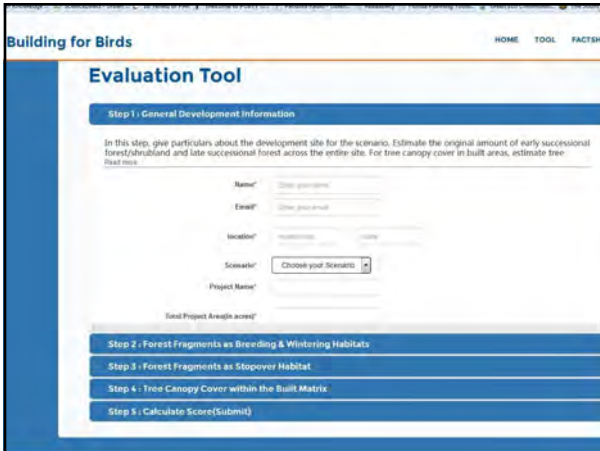 Building for Birds
HOME TOOL FACTSH
Evaluation Tool
Step 1 : General Development Information
In this step, give particulars about the development site for the scenario. Estimate the original amount of early successional
forest/shrubland and late successional forest across the entire site. For tree canopy cover in built areas, estimate tree
Read more
Name*
Enter your name
Email*
Enter your email
location*
Scenario* Choose your Scenario
Project Name*
Total Project Area(in acres)*
Step 2 : Forest Fragments as Breeding & Wintering Habitats
Step 3 : Forest Fragments as Stopover Habitat
Step 4 : Tree Canopy Cover within the Built Matrix
Step 5 : Calculate Score(Submit)